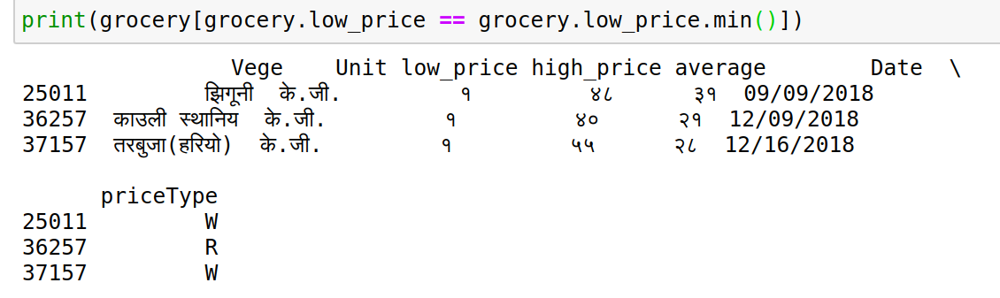 print(grocery[grocery.low_price == grocery.low_price.min()])
Vege Unit low_price high_price average Date \
25011 झिगूनी के.जी. १ ४८ ३१ 09/09/2018
36257 काउली स्थानिय के.जी. १ ४० २१ 12/09/2018
37157 तरबुजा(हरियो) के.जी. १ ५५ २८ 12/16/2018
priceType
25011 W
36257 R
37157 W